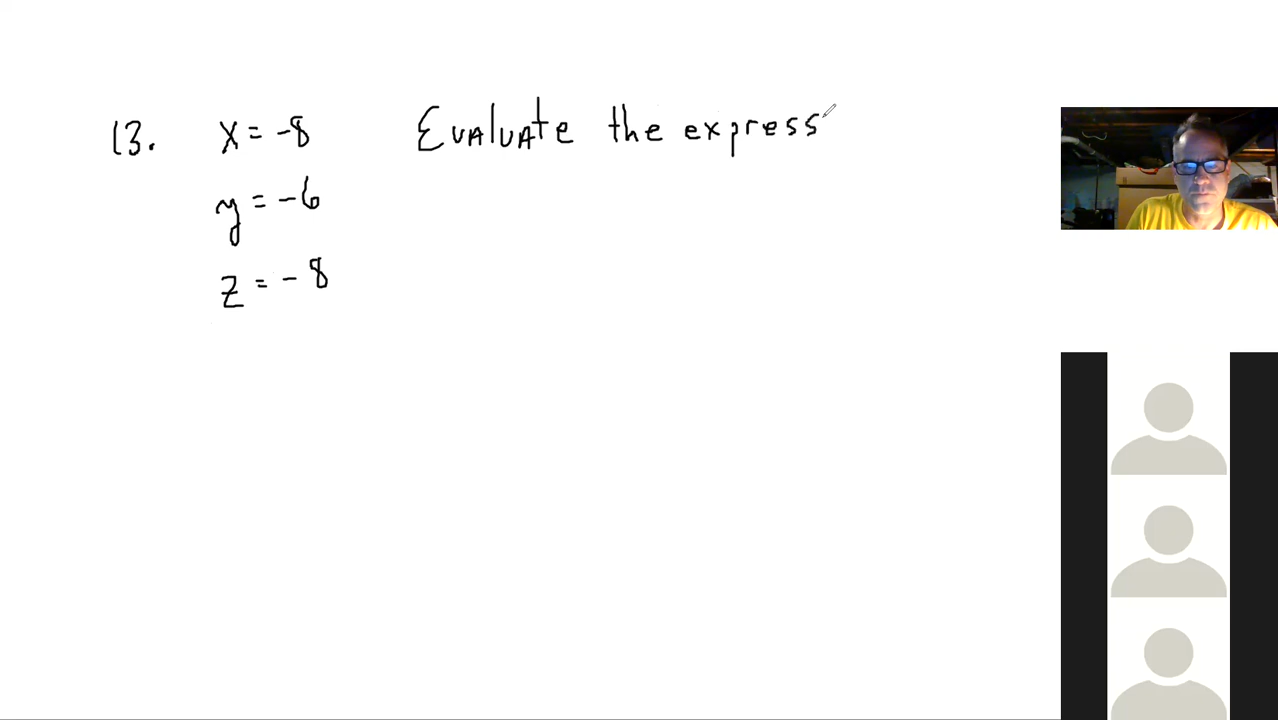 13. x = -8 Evaluate the express
y = -6
z = -8